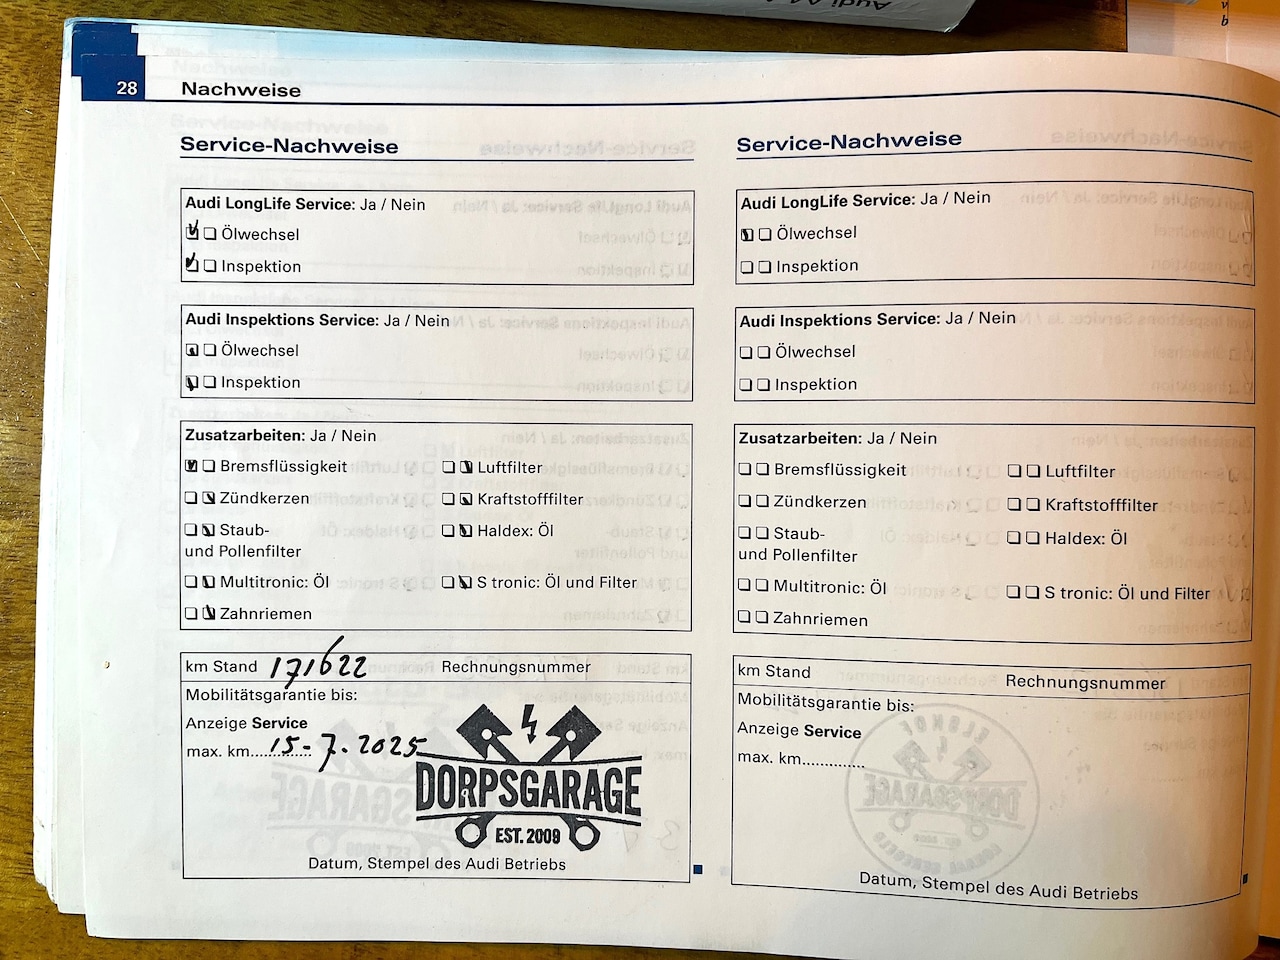 Audi A4
28 Nachweise
Service-Nachweise
Audi LongLife Service: Ja / Nein
Ölwechsel
Inspektion
Audi Inspektions Service: Ja / Nein
Ölwechsel
Inspektion
Zusatzarbeiten: Ja / Nein
Bremsflüssigkeit Luftfilter
Zündkerzen Kraftstofffilter
Staub- Haldex: Öl
und Pollenfilter
Multitronic: Öl S tronic: Öl und Filter
Zahnriemen
km Stand 171622 Rechnungsnummer
Mobilitätsgarantie bis:
Anzeige Service
max. km.............. 15-7.2025
DORPSGARAGE
EST. 2009
Datum, Stempel des Audi Betriebs
Service-Nachweise
Audi LongLife Service: Ja / Nein
Ölwechsel
Inspektion
Audi Inspektions Service: Ja / Nein
Ölwechsel
Inspektion
Zusatzarbeiten: Ja / Nein
Bremsflüssigkeit Luftfilter
Zündkerzen Kraftstofffilter
Staub- Haldex: Öl
und Pollenfilter
Multitronic: Öl S tronic: Öl und Filter
Zahnriemen
km Stand Rechnungsnummer
Mobilitätsgarantie bis:
Anzeige Service
max. km..............
Datum, Stempel des Audi Betriebs